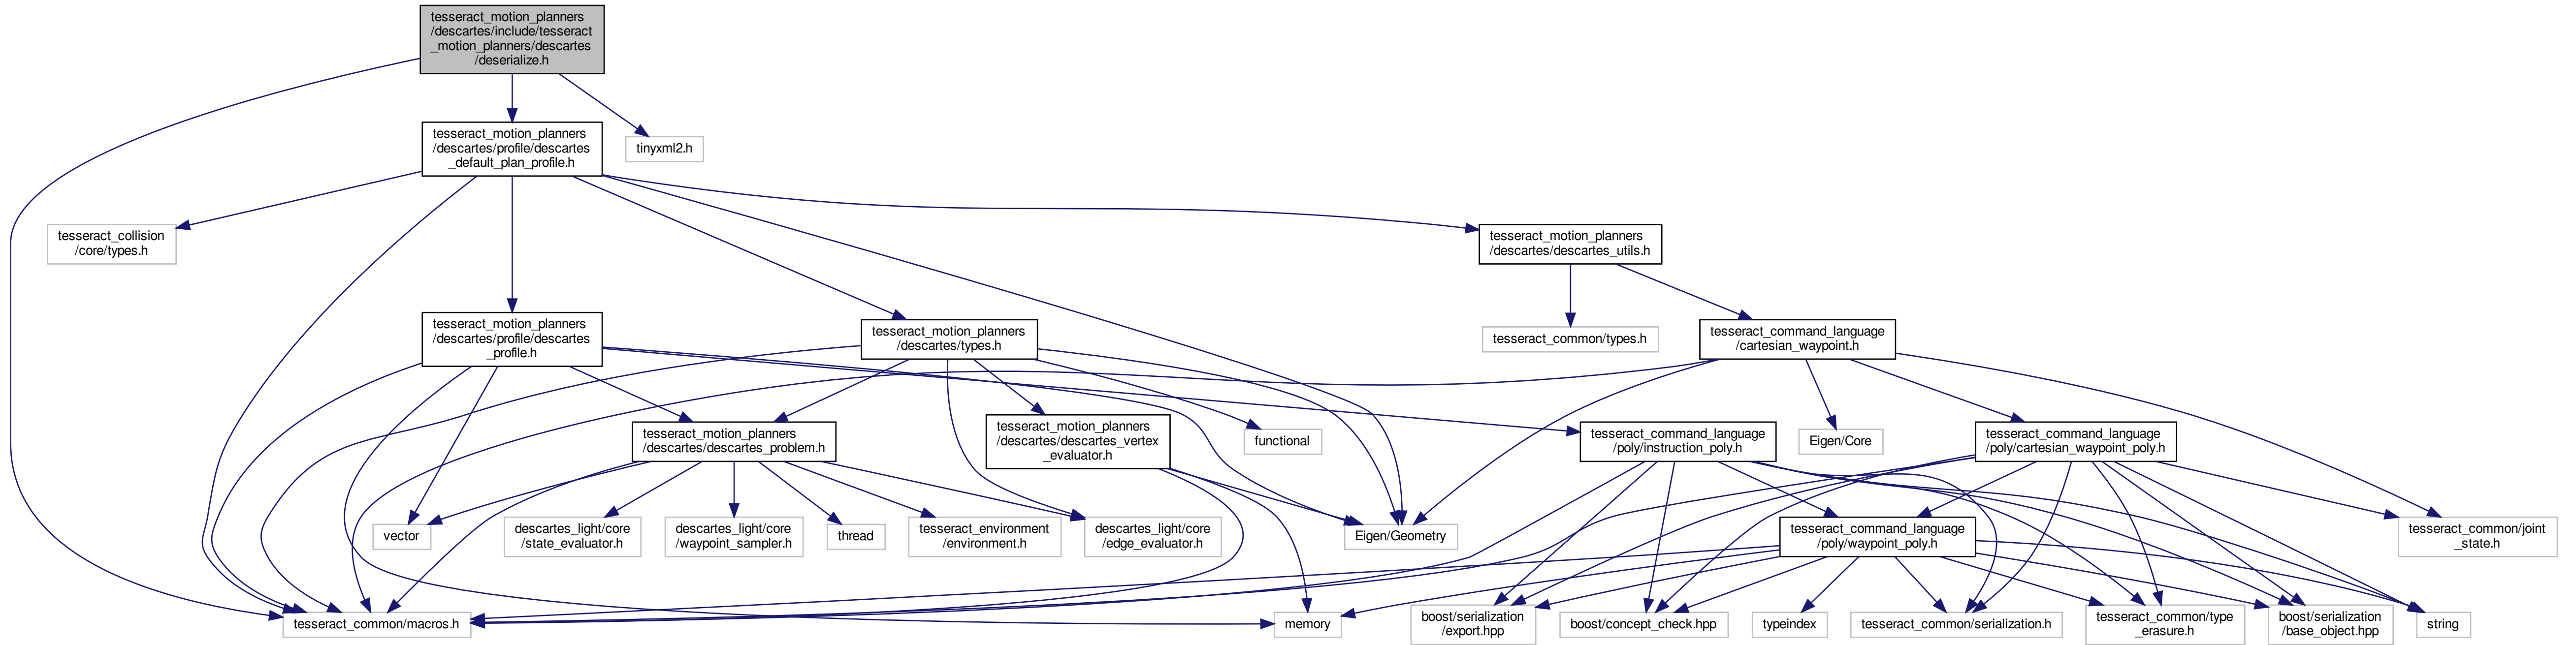 tesseract_motion_planners
/descartes/include/tesseract
_motion_planners/descartes
/deserialize.h
tesseract_motion_planners
/descartes/profile/descartes
_default_plan_profile.h
tinyxml2.h
tesseract_collision
/core/types.h
tesseract_motion_planners
/descartes/descartes_utils.h
tesseract_motion_planners
/descartes/profile/descartes
_profile.h
tesseract_motion_planners
/descartes/types.h
tesseract_common/types.h
tesseract_command_language
/cartesian_waypoint.h
tesseract_motion_planners
/descartes/descartes_problem.h
tesseract_motion_planners
/descartes/descartes_vertex
_evaluator.h
functional
tesseract_command_language
/poly/instruction_poly.h
Eigen/Core
tesseract_command_language
/poly/cartesian_waypoint_poly.h
vector
descartes_light/core
/state_evaluator.h
descartes_light/core
/waypoint_sampler.h
thread
tesseract_environment
/environment.h
descartes_light/core
/edge_evaluator.h
Eigen/Geometry
tesseract_command_language
/poly/waypoint_poly.h
tesseract_common/joint
_state.h
tesseract_common/macros.h
memory
boost/serialization
/export.hpp
boost/concept_check.hpp
typeindex
tesseract_common/serialization.h
tesseract_common/type
_erasure.h
boost/serialization
/base_object.hpp
string